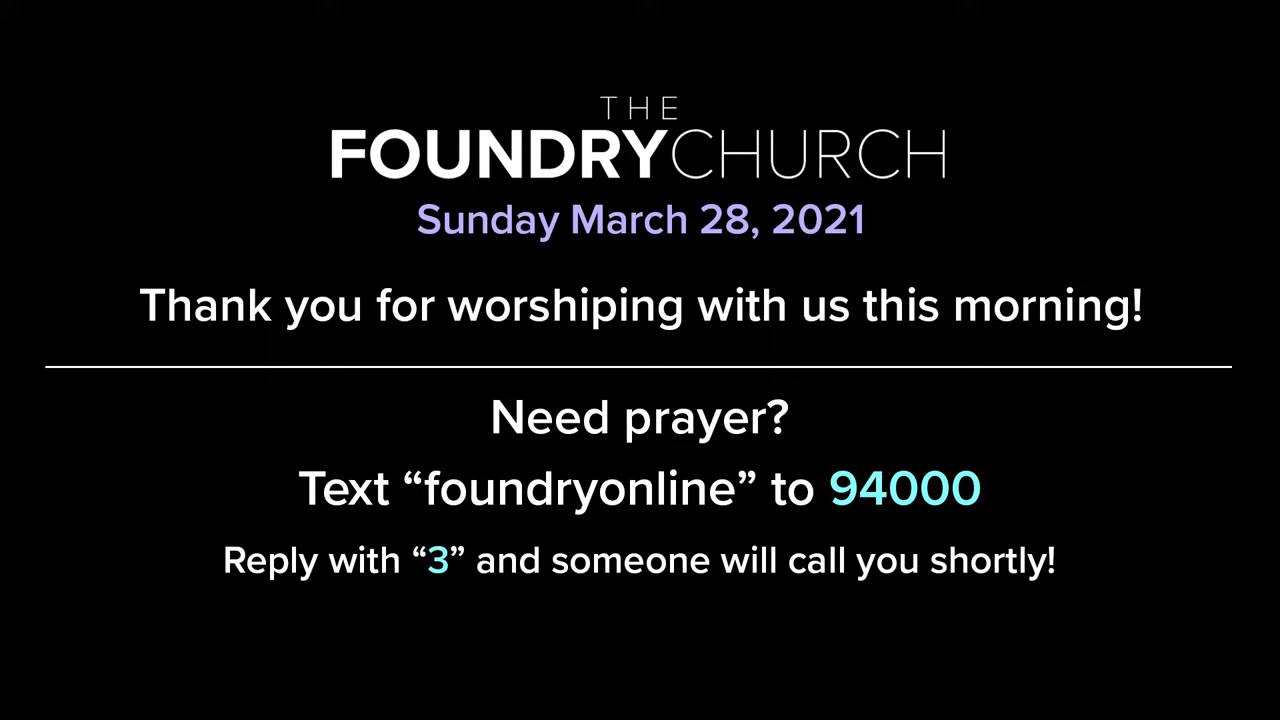 THE
FOUNDRYCHURCH
Sunday March 28, 2021
Thank you for worshiping with us this morning!
Need prayer?
Text “foundryonline” to 94000
Reply with “3” and someone will call you shortly!